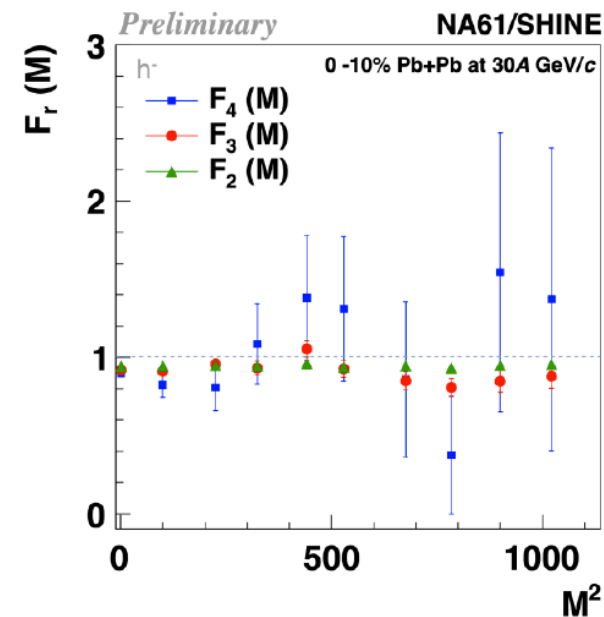 Preliminary NA61/SHINE
3
h⁻ 0 -10% Pb+Pb at 30A GeV/c
F₄ (M)
F₃ (M)
F₂ (M)
Fᵣ (M)
2
1
0
0 500 1000
M²